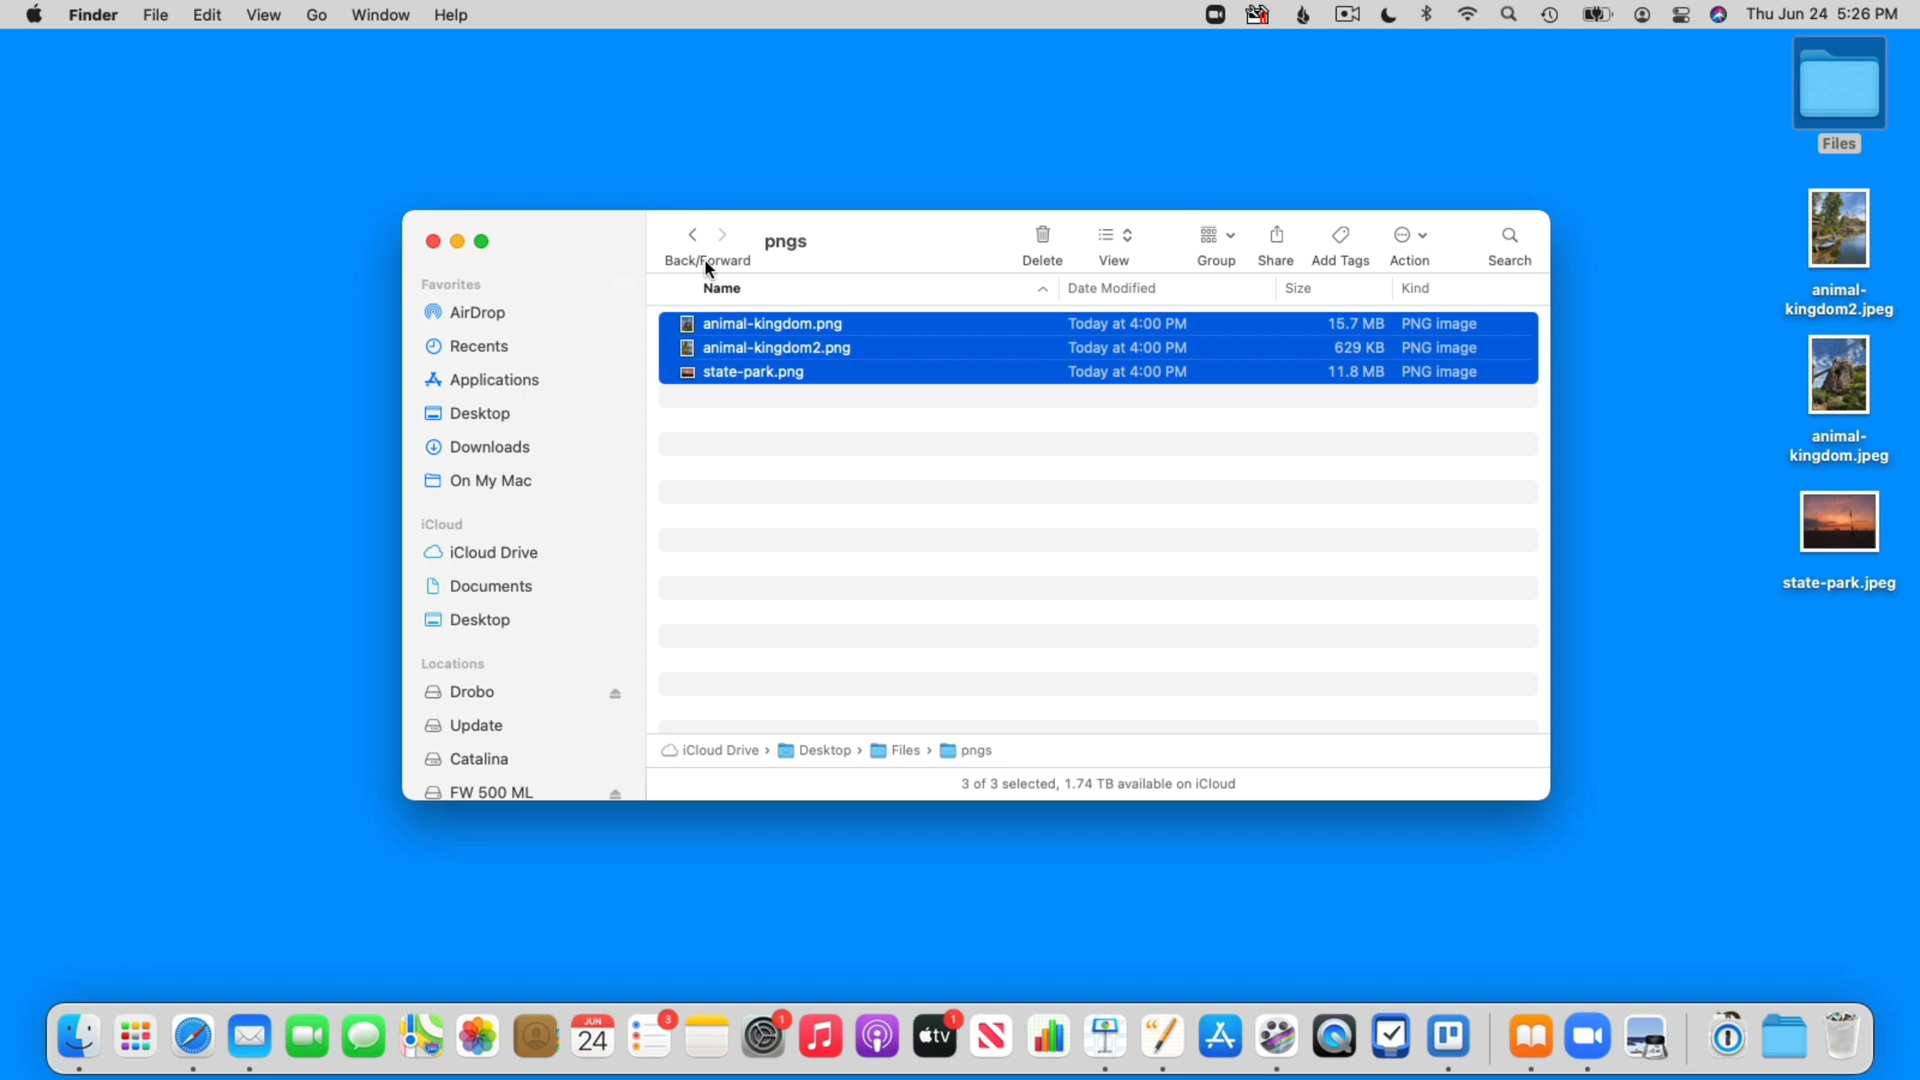 Finder File Edit View Go Window Help Thu Jun 24 5:26 PM
Files
animal-
kingdom2.jpeg
animal-
kingdom.jpeg
state-park.jpeg
pngs
Back/Forward Delete View Group Share Add Tags Action Search
Name Date Modified Size Kind
animal-kingdom.png Today at 4:00 PM 15.7 MB PNG image
animal-kingdom2.png Today at 4:00 PM 629 KB PNG image
state-park.png Today at 4:00 PM 11.8 MB PNG image
Favorites
AirDrop
Recents
Applications
Desktop
Downloads
On My Mac
iCloud
iCloud Drive
Documents
Desktop
Locations
Drobo
Update
Catalina
FW 500 ML
iCloud Drive › Desktop › Files › pngs
3 of 3 selected, 1.74 TB available on iCloud
JUN
24
3
1
tv
1